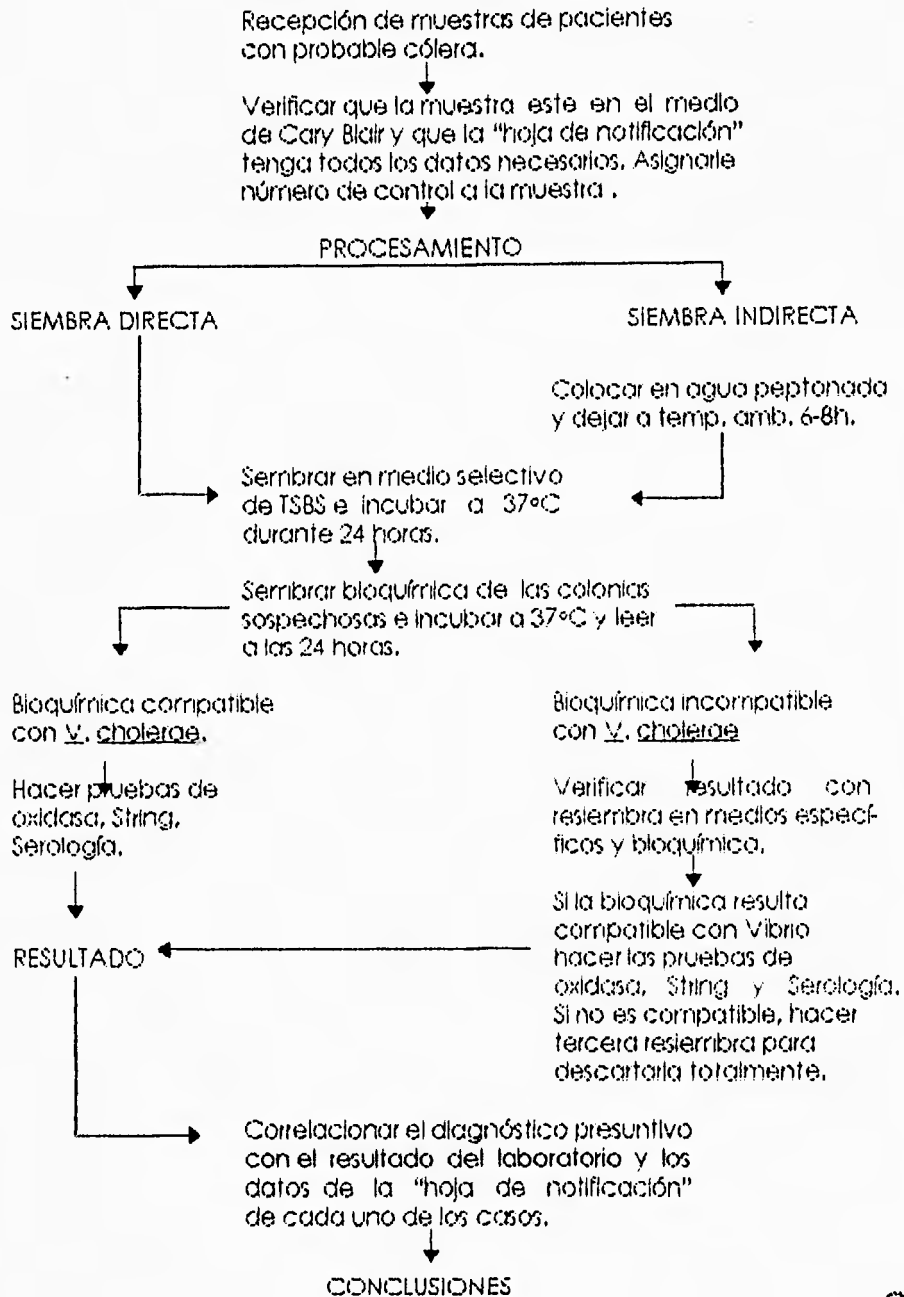 Recepción de muestras de pacientes
con probable cólera.
Verificar que la muestra este en el medio
de Cary Blair y que la "hoja de notificación"
tenga todos los datos necesarios. Asignarle
número de control a la muestra .
PROCESAMIENTO
SIEMBRA DIRECTA
SIEMBRA INDIRECTA
Colocar en agua peptonada
y dejar a temp. amb. 6-8h.
Sembrar en medio selectivo
de TSBS e incubar a 37°C
durante 24 horas.
Sembrar bioquímica de las colonias
sospechosas e incubar a 37°C y leer
a las 24 horas.
Bioquímica compatible
con V. cholerae.
Hacer pruebas de
oxidasa, String,
Serología.
RESULTADO
Bioquímica incompatible
con V. cholerae
Verificar resultado con
resiembra en medios especí-
ficos y bioquímica.
Si la bioquímica resulta
compatible con Vibrio
hacer las pruebas de
oxidasa, String y Serología.
Si no es compatible, hacer
tercera resiembra para
descartarla totalmente.
Correlacionar el diagnóstico presuntivo
con el resultado del laboratorio y los
datos de la "hoja de notificación"
de cada uno de los casos.
CONCLUSIONES